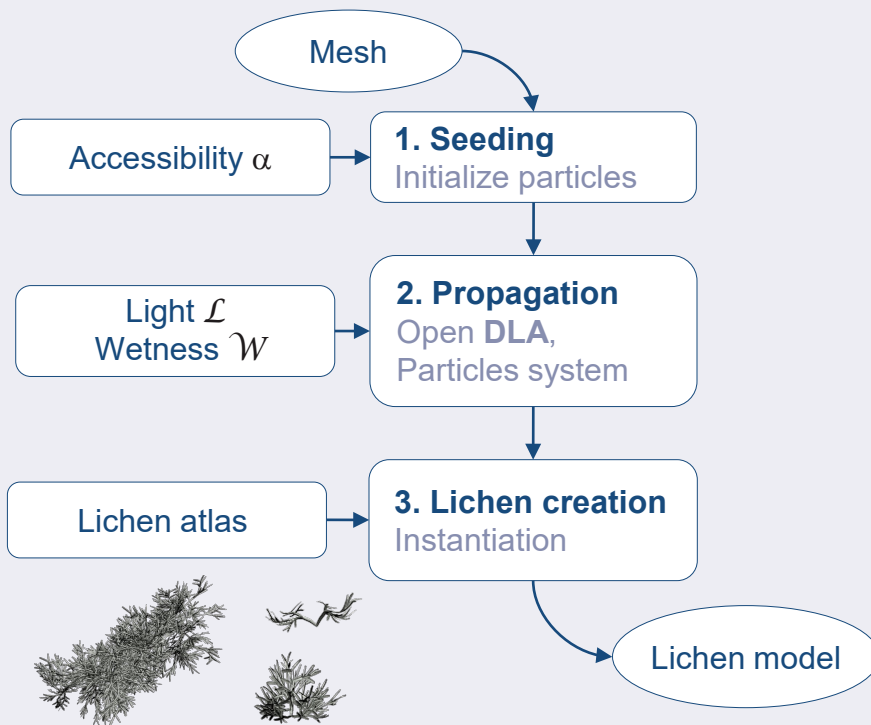 Mesh
Accessibility α
1. Seeding
Initialize particles
Light ℒ
Wetness 𝒲
2. Propagation
Open DLA,
Particles system
Lichen atlas
3. Lichen creation
Instantiation
Lichen model